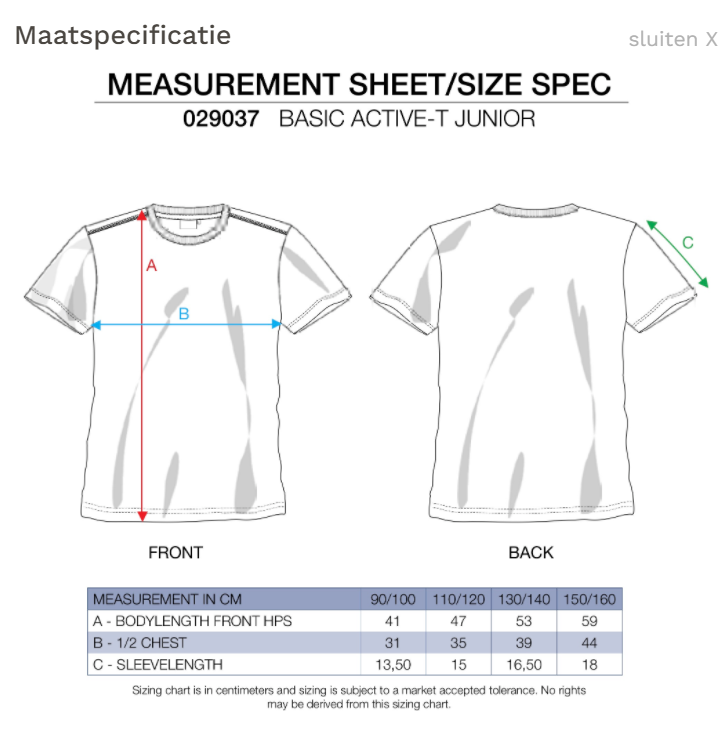 Maatspecificatie
sluiten X
MEASUREMENT SHEET/SIZE SPEC
029037 BASIC ACTIVE-T JUNIOR
A
B
C
FRONT
BACK
MEASUREMENT IN CM 90/100 110/120 130/140 150/160
A - BODYLENGTH FRONT HPS 41 47 53 59
B - 1/2 CHEST 31 35 39 44
C - SLEEVELENGTH 13,50 15 16,50 18
Sizing chart is in centimeters and sizing is subject to a market accepted tolerance. No rights
may be derived from this sizing chart.